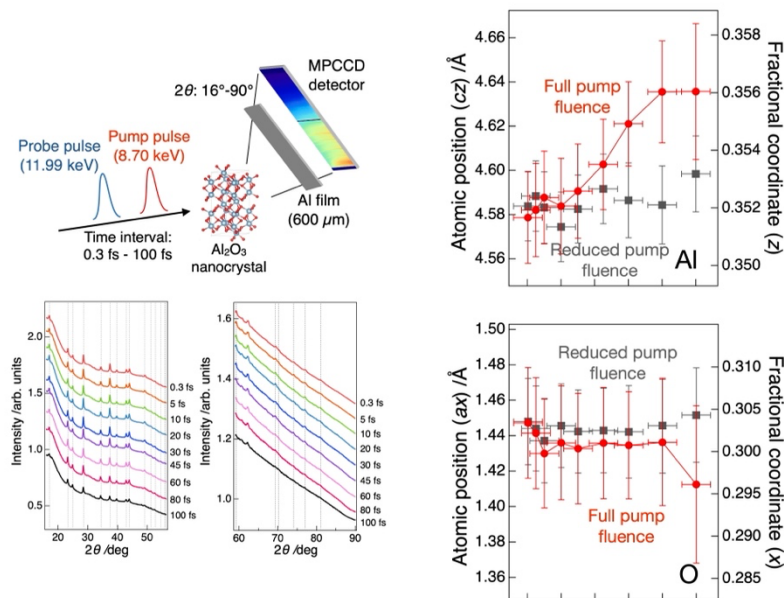 MPCCD
detector
2θ: 16°-90°
Pump pulse
(8.70 keV)
Probe pulse
(11.99 keV)
Al film
(600 µm)
Time interval:
0.3 fs - 100 fs
Al₂O₃
nanocrystal
Atomic position (cz) /Å
4.66
4.64
4.62
4.60
4.58
4.56
Full pump
fluence
Reduced pump
fluence
Al
0.358
0.356
0.354
0.352
0.350
Fractional
coordinate (z)
Intensity /arb. units
2.0
1.5
1.0
0.5
0.3 fs
5 fs
10 fs
20 fs
30 fs
45 fs
60 fs
80 fs
100 fs
20
30
40
50
2θ /deg
Intensity /arb. units
1.6
1.4
1.2
1.0
0.3 fs
5 fs
10 fs
20 fs
30 fs
45 fs
60 fs
80 fs
100 fs
60
70
80
90
2θ /deg
Atomic position (ax) /Å
1.50
1.48
1.46
1.44
1.42
1.40
1.38
1.36
Reduced pump
fluence
Full pump
fluence
O
0.310
0.305
0.300
0.295
0.290
0.285
Fractional
coordinate (x)